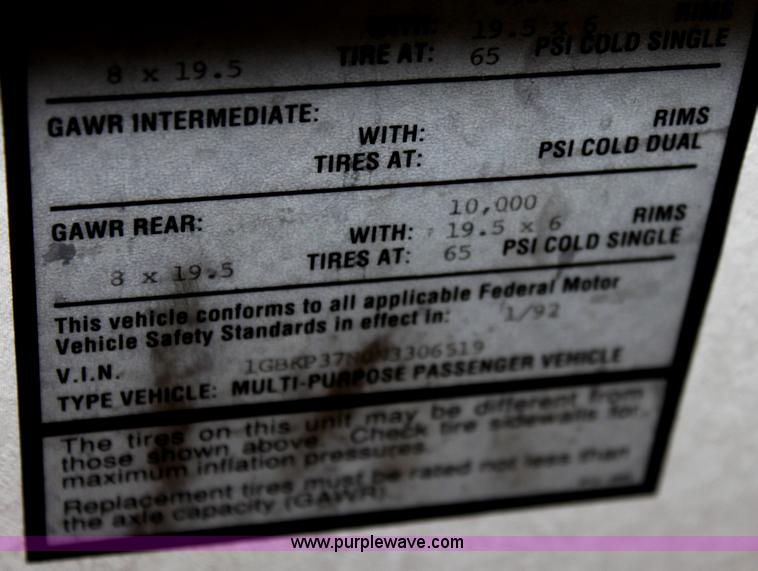 WITH: 19.5 x 6 RIMS
8 x 19.5 TIRE AT: 65 PSI COLD SINGLE
GAWR INTERMEDIATE:
WITH: RIMS
TIRES AT: PSI COLD DUAL
GAWR REAR: 10,000
WITH: 19.5 x 6 RIMS
8 x 19.5 TIRES AT: 65 PSI COLD SINGLE
This vehicle conforms to all applicable Federal Motor
Vehicle Safety Standards in effect in: 1/92
V.I.N. 1GBKP37N0N3306519
TYPE VEHICLE: MULTI-PURPOSE PASSENGER VEHICLE
The tires on this unit may be different from
those shown above. Check tire sidewalls for
maximum inflation pressures.
Replacement tires must be rated not less than
the axle capacity (GAWR)
www.purplewave.com